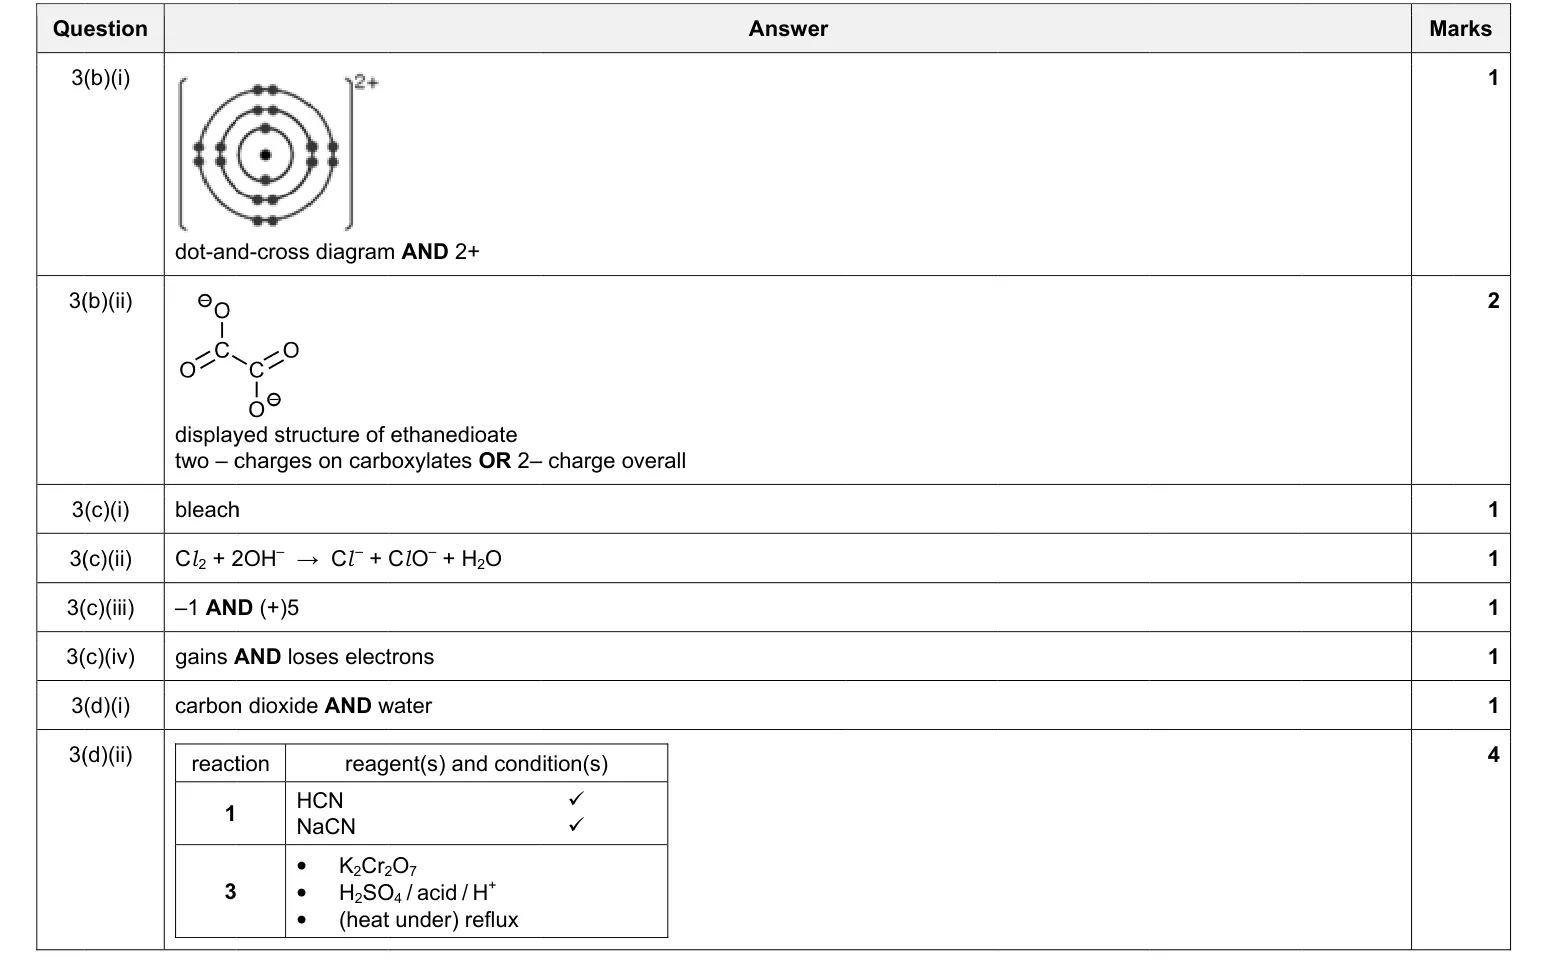 Question Answer Marks
3(b)(i) 1
2+
dot-and-cross diagram AND 2+
3(b)(ii) 2
⊖O
O C O
C
O⊖
displayed structure of ethanedioate
two – charges on carboxylates OR 2– charge overall
3(c)(i) bleach 1
3(c)(ii) Cl₂ + 2OH⁻ → Cl⁻ + ClO⁻ + H₂O 1
3(c)(iii) –1 AND (+)5 1
3(c)(iv) gains AND loses electrons 1
3(d)(i) carbon dioxide AND water 1
3(d)(ii) 4
reaction reagent(s) and condition(s)
1 HCN ✓
NaCN ✓
3 • K₂Cr₂O₇
• H₂SO₄ / acid / H⁺
• (heat under) reflux